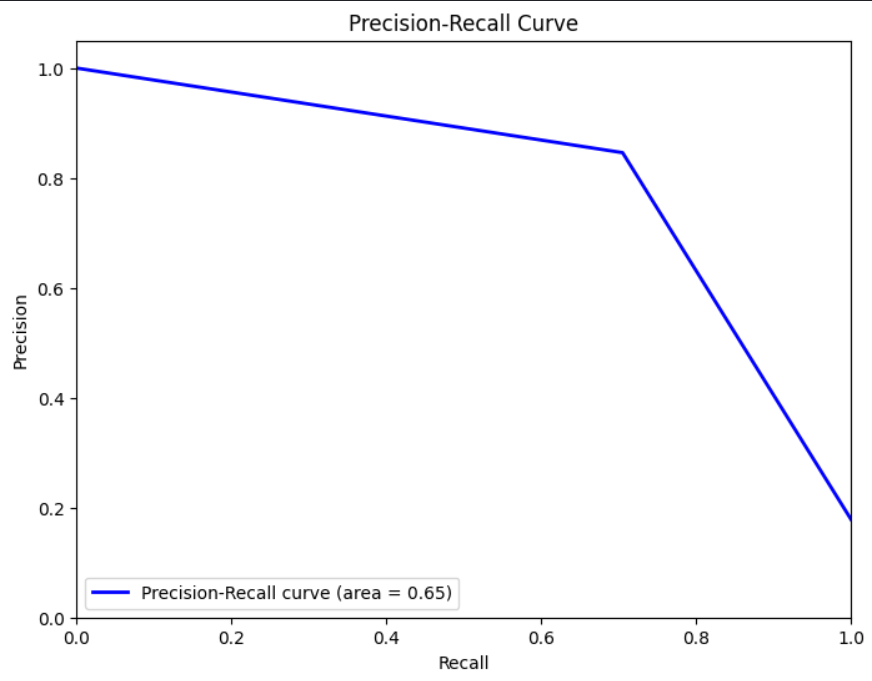 Precision-Recall Curve
1.0
0.8
0.6
0.4
0.2
0.0
Precision
Precision-Recall curve (area = 0.65)
0.0 0.2 0.4 0.6 0.8 1.0
Recall